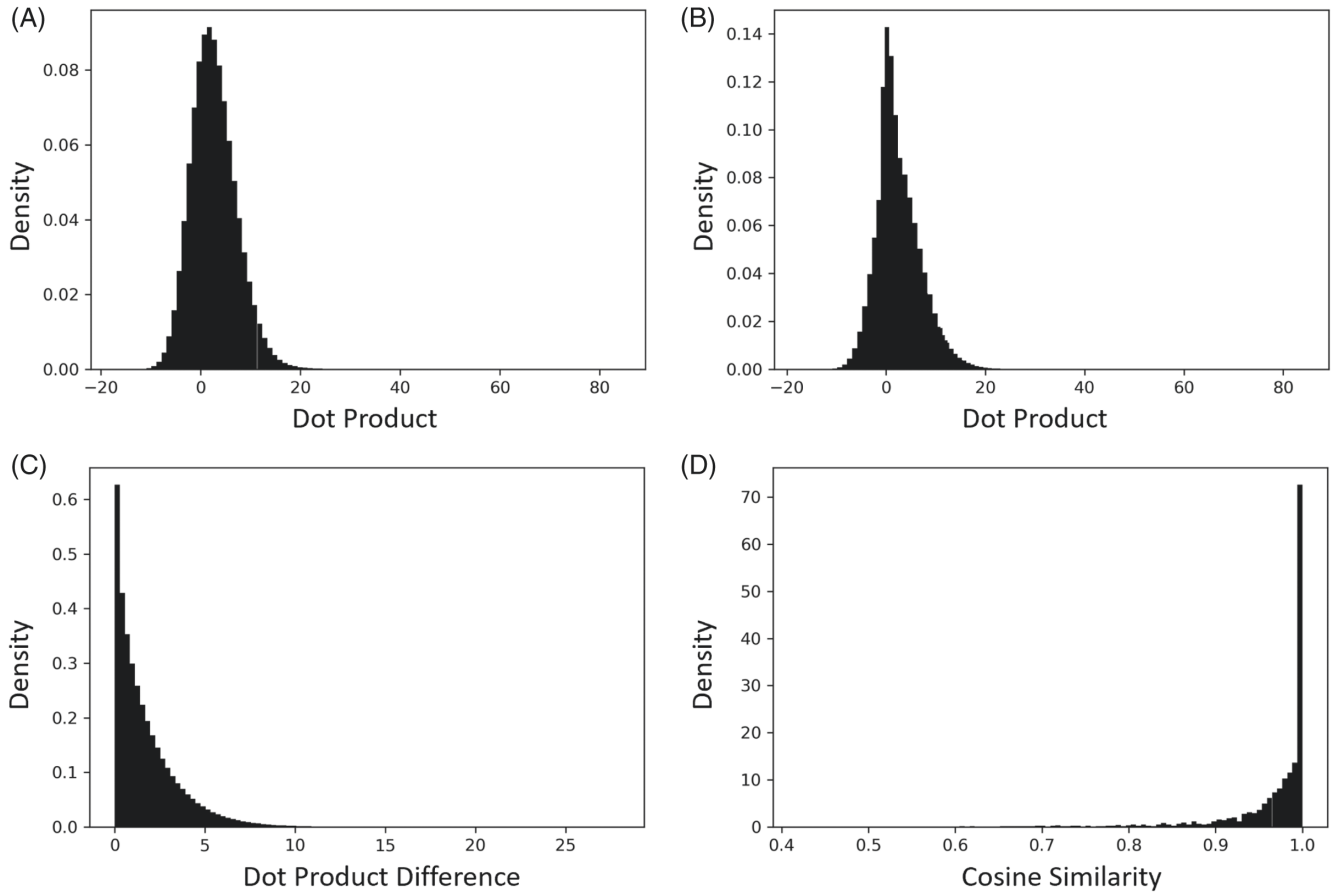 (A)
0.08
0.06
0.04
0.02
0.00
Density
−20 0 20 40 60 80
Dot Product
(B)
0.14
0.12
0.10
0.08
0.06
0.04
0.02
0.00
Density
−20 0 20 40 60 80
Dot Product
(C)
0.6
0.5
0.4
0.3
0.2
0.1
0.0
Density
0 5 10 15 20 25
Dot Product Difference
(D)
70
60
50
40
30
20
10
0
Density
0.4 0.5 0.6 0.7 0.8 0.9 1.0
Cosine Similarity